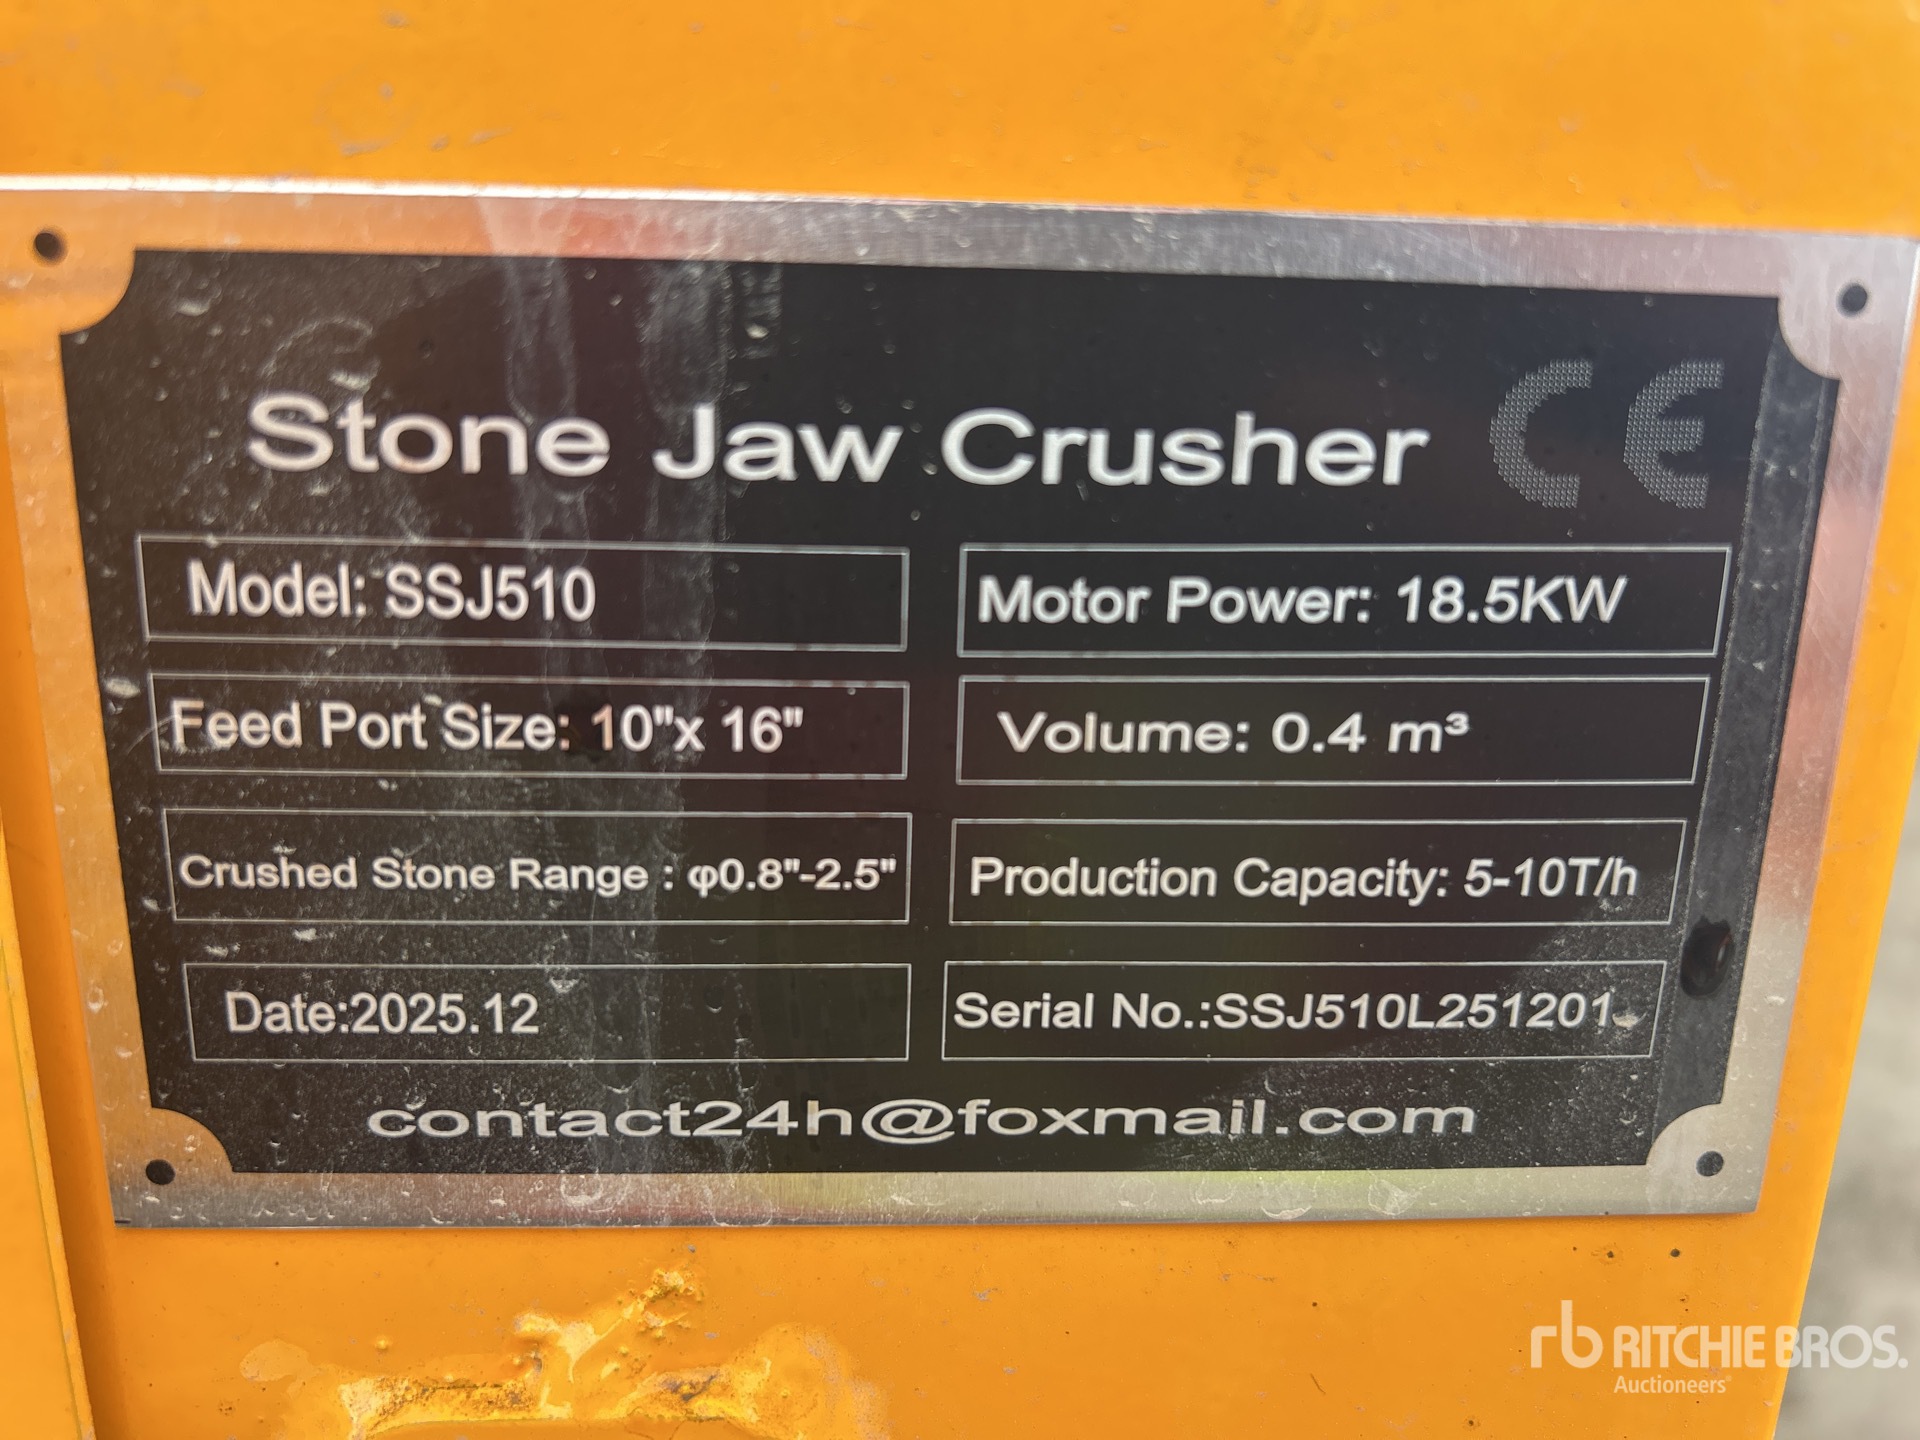 Stone Jaw Crusher CE
Model: SSJ510
Motor Power: 18.5KW
Feed Port Size: 10"x 16"
Volume: 0.4 m³
Crushed Stone Range : φ0.8"-2.5"
Production Capacity: 5-10T/h
Date:2025.12
Serial No.:SSJ510L251201
contact24h@foxmail.com
rb RITCHIE BROS.
Auctioneers